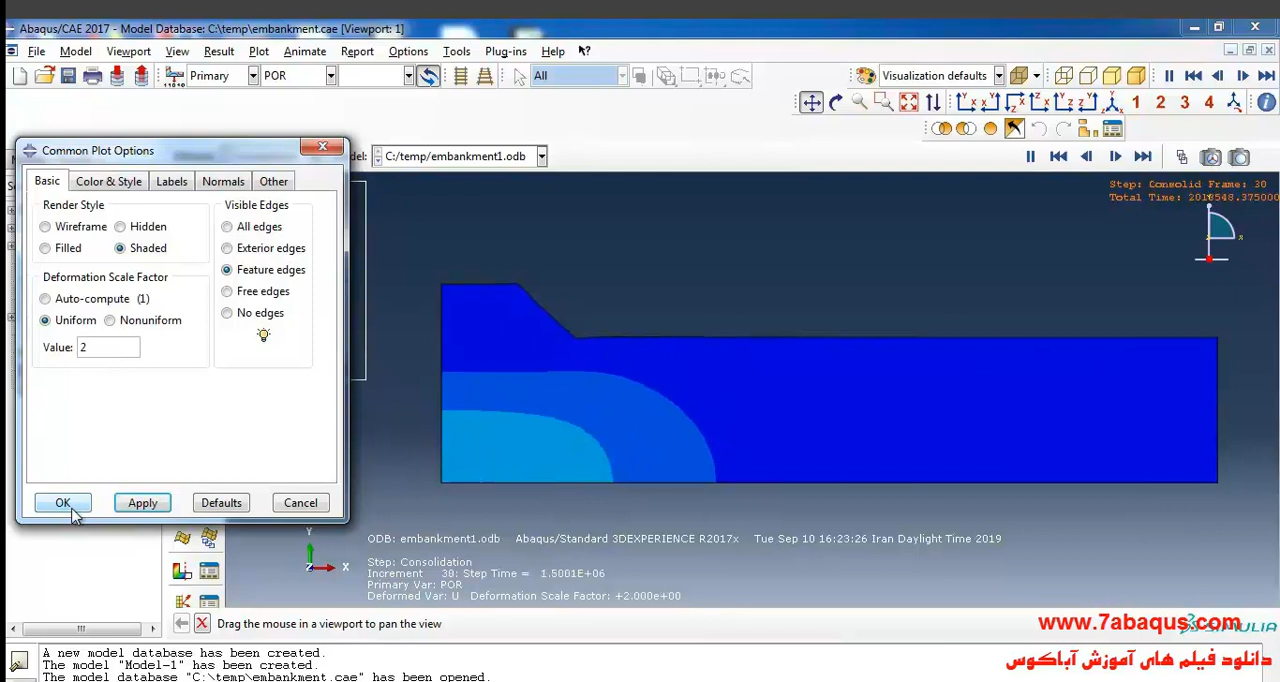 Abaqus/CAE 2017 - Model Database: C:\temp\embankment.cae [Viewport: 1]
File Model Viewport View Result Plot Animate Report Options Tools Plug-ins Help
Primary POR All Visualization defaults
1 2 3 4
Common Plot Options
del: C:/temp/embankment1.odb
Basic Color & Style Labels Normals Other
Step: Consolid Frame: 30
Total Time: 2018548.375000
Render Style Visible Edges
Wireframe Hidden All edges
Filled Shaded Exterior edges
Deformation Scale Factor Feature edges
Auto-compute (1) Free edges
Uniform Nonuniform No edges
Value: 2
OK Apply Defaults Cancel
Y
X
ODB: embankment1.odb Abaqus/Standard 3DEXPERIENCE R2017x Tue Sep 10 16:23:26 Iran Daylight Time 2019
Step: Consolidation
Increment 30: Step Time = 1.5001E+06
Primary Var: POR
Deformed Var: U Deformation Scale Factor: +2.000e+00
Drag the mouse in a viewport to pan the view
www.7abaqus.com
SIMULIA
A new model database has been created.
The model "Model-1" has been created.
The model database "C:\temp\embankment.cae" has been opened.
دانلود فیلم های آموزش آباکوس